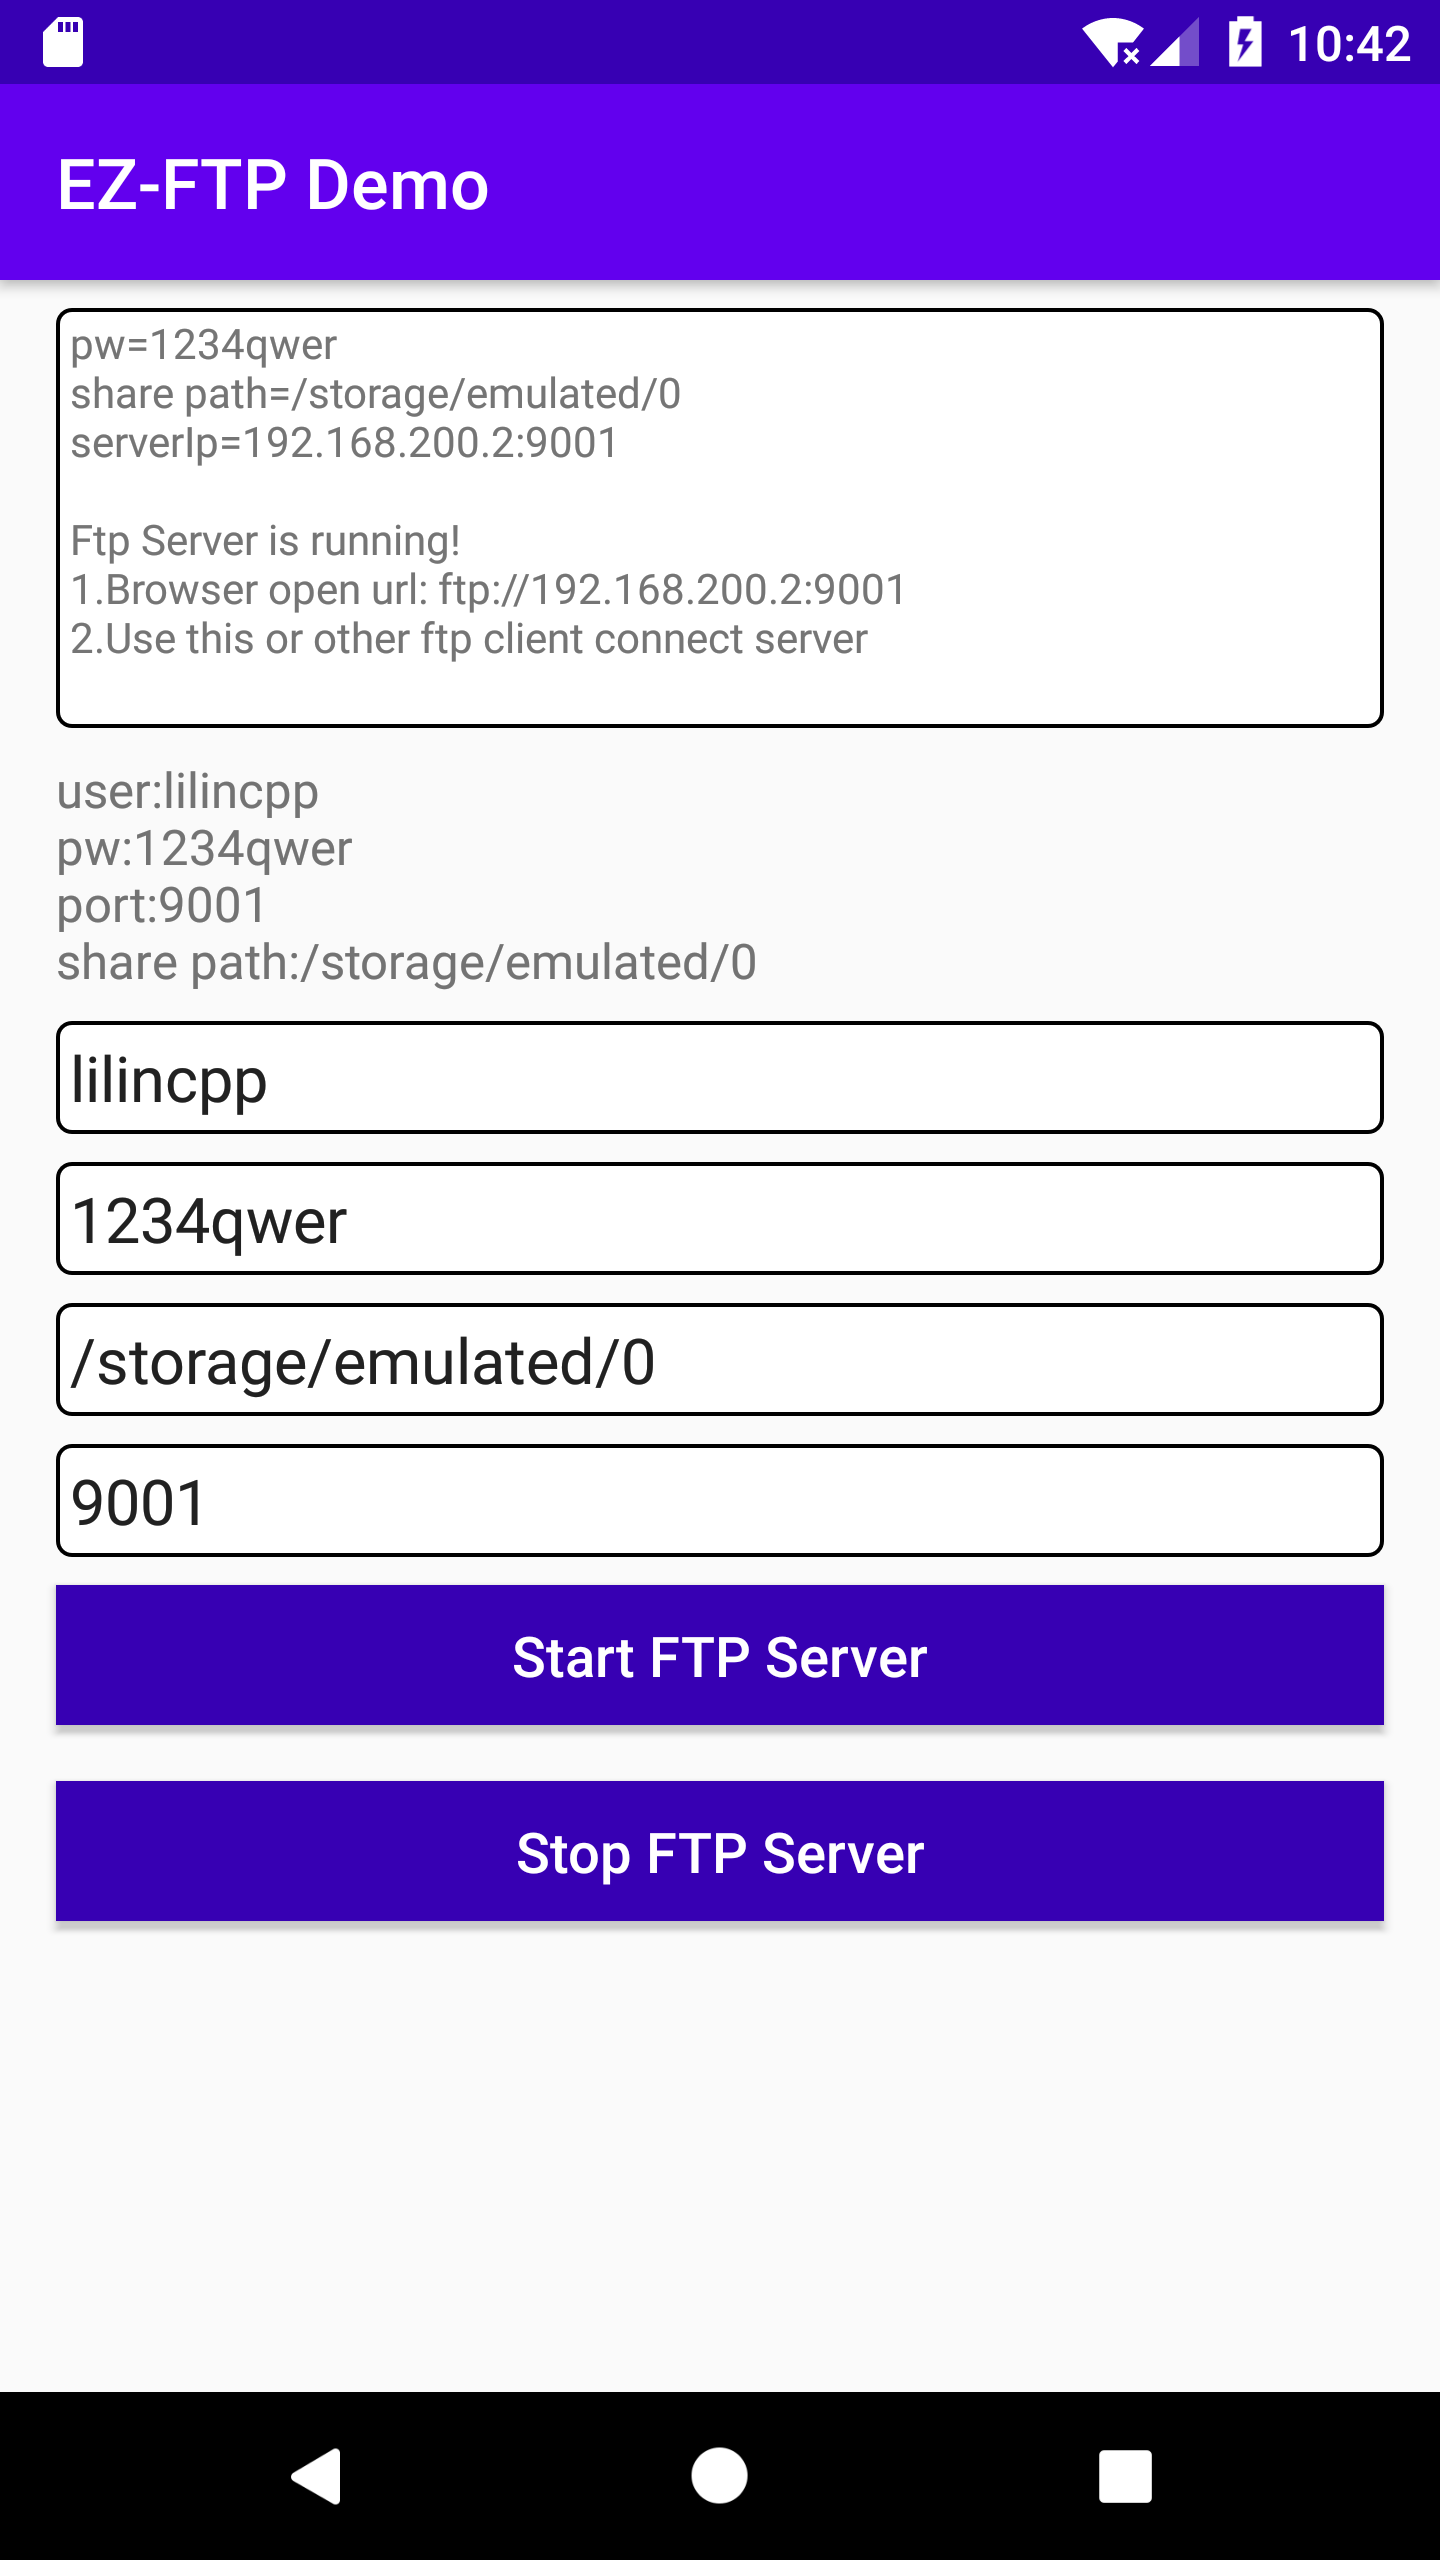 10:42
EZ-FTP Demo
pw=1234qwer
share path=/storage/emulated/0
serverIp=192.168.200.2:9001
Ftp Server is running!
1.Browser open url: ftp://192.168.200.2:9001
2.Use this or other ftp client connect server
user:lilincpp
pw:1234qwer
port:9001
share path:/storage/emulated/0
lilincpp
1234qwer
/storage/emulated/0
9001
Start FTP Server
Stop FTP Server